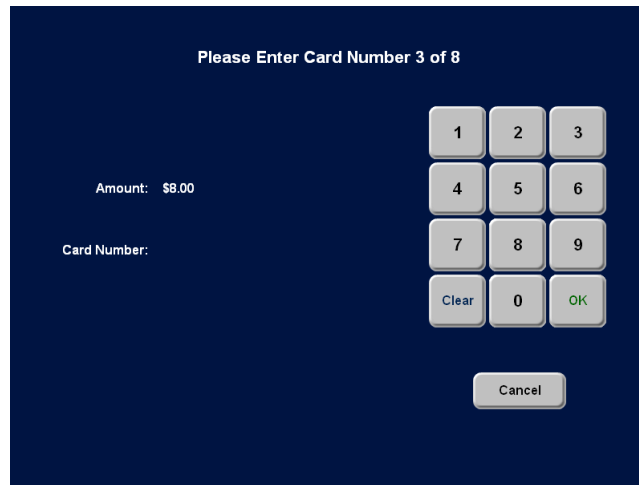 Please Enter Card Number 3 of 8
1 2 3
Amount: $8.00
4 5 6
Card Number:
7 8 9
Clear 0 OK
Cancel